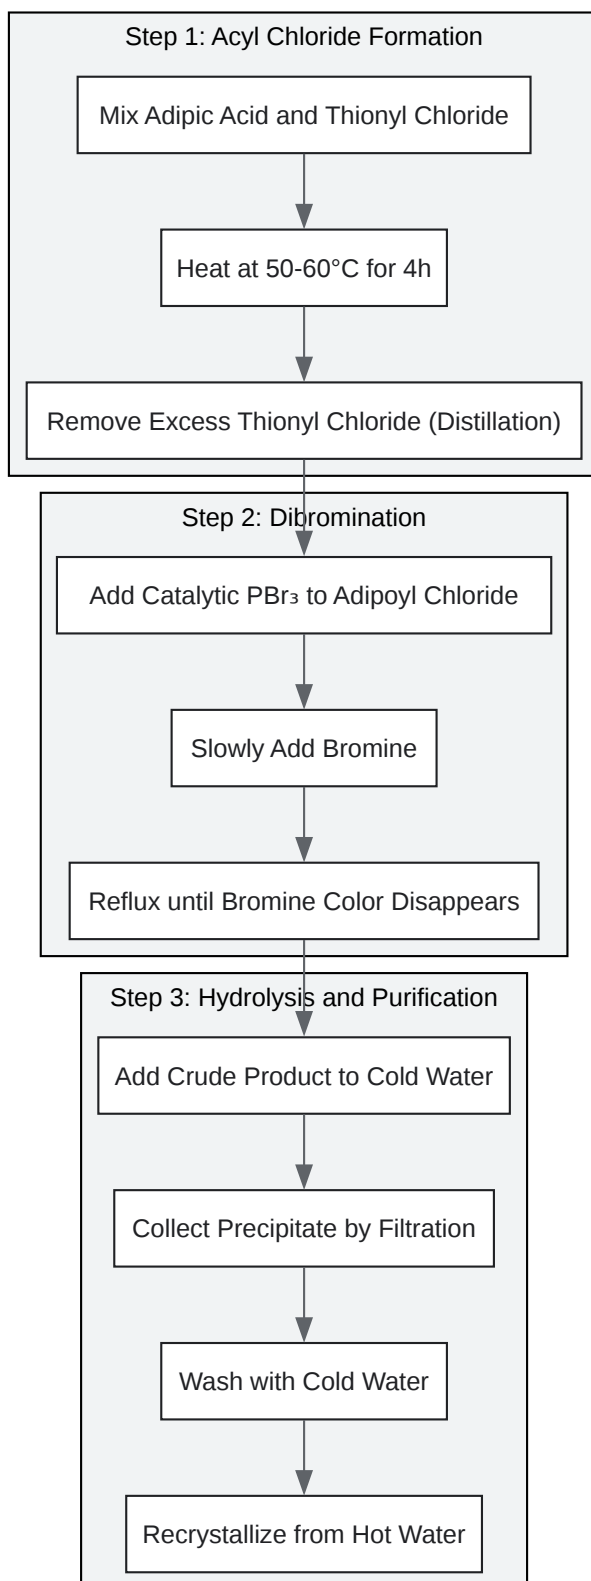 Step 1: Acyl Chloride Formation
Mix Adipic Acid and Thionyl Chloride
Heat at 50-60°C for 4h
Remove Excess Thionyl Chloride (Distillation)
Step 2: Dibromination
Add Catalytic PBr₃ to Adipoyl Chloride
Slowly Add Bromine
Reflux until Bromine Color Disappears
Step 3: Hydrolysis and Purification
Add Crude Product to Cold Water
Collect Precipitate by Filtration
Wash with Cold Water
Recrystallize from Hot Water